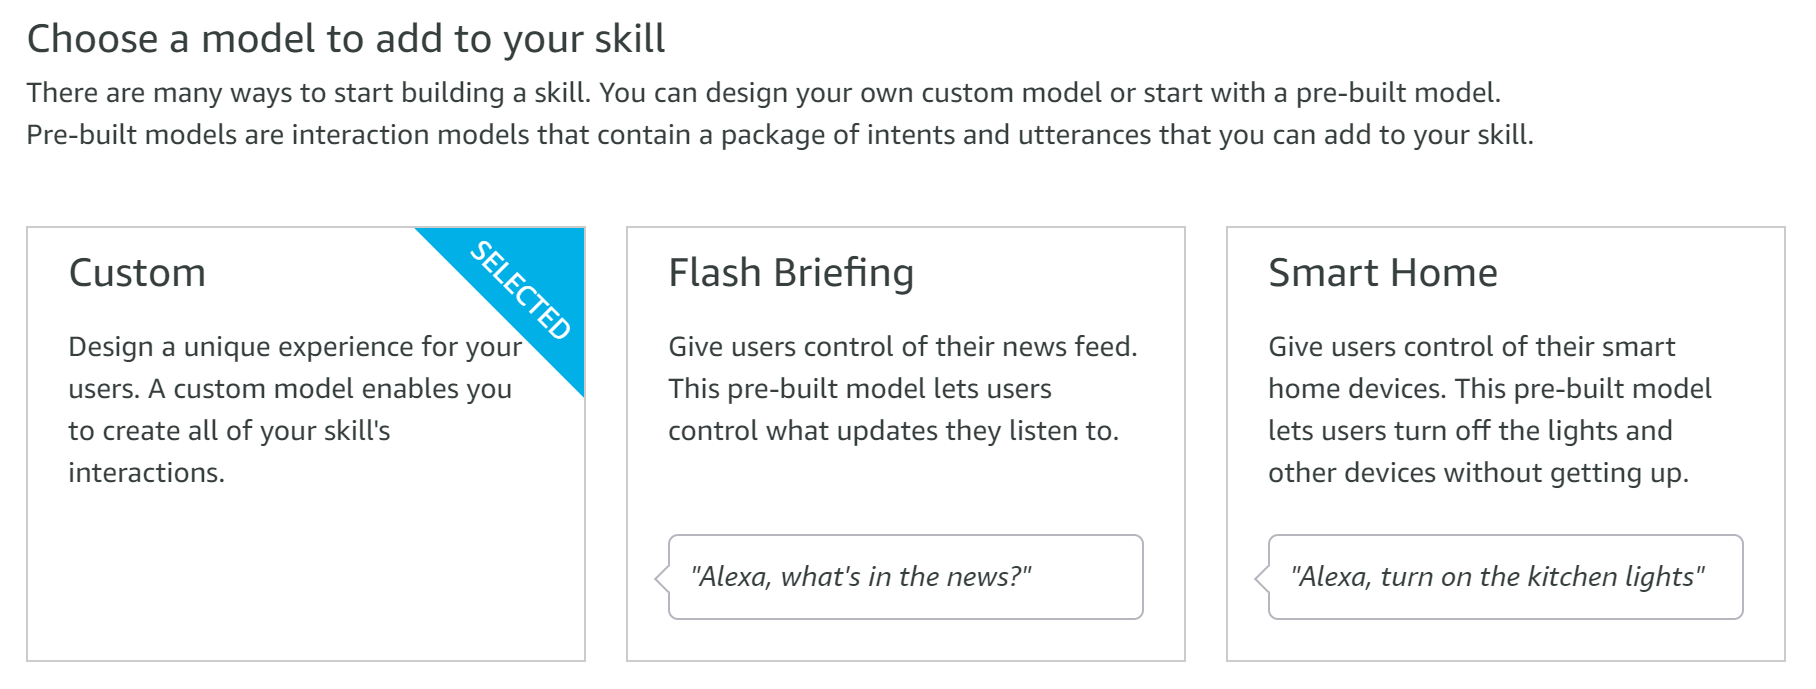 Choose a model to add to your skill
There are many ways to start building a skill. You can design your own custom model or start with a pre-built model.
Pre-built models are interaction models that contain a package of intents and utterances that you can add to your skill.
Custom
SELECTED
Design a unique experience for your
users. A custom model enables you
to create all of your skill's
interactions.
Flash Briefing
Give users control of their news feed.
This pre-built model lets users
control what updates they listen to.
"Alexa, what's in the news?"
Smart Home
Give users control of their smart
home devices. This pre-built model
lets users turn off the lights and
other devices without getting up.
"Alexa, turn on the kitchen lights"